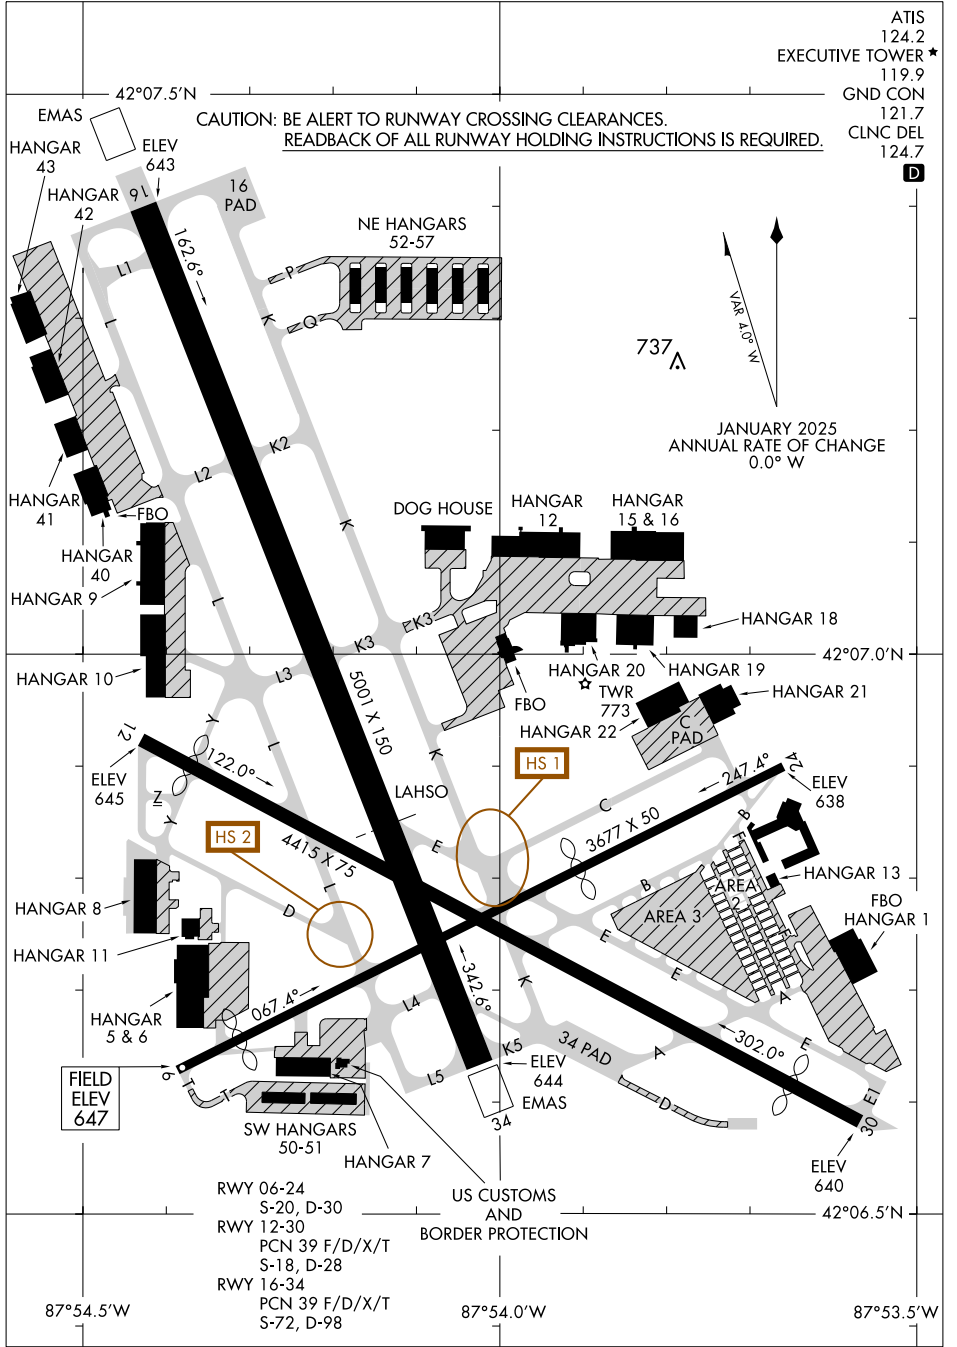 ATIS
124.2
EXECUTIVE TOWER ★
119.9
GND CON
121.7
CLNC DEL
124.7
D
42°07.5'N
CAUTION: BE ALERT TO RUNWAY CROSSING CLEARANCES.
READBACK OF ALL RUNWAY HOLDING INSTRUCTIONS IS REQUIRED.
EMAS
HANGAR
43
ELEV
643
HANGAR
42
16
16
PAD
162.6°
NE HANGARS
52-57
L1
P
L
K
Q
VAR 4.0° W
737
JANUARY 2025
ANNUAL RATE OF CHANGE
0.0° W
K2
L2
HANGAR
41
FBO
HANGAR
40
K
DOG HOUSE
HANGAR
12
HANGAR
15 & 16
HANGAR 9
L
K3
K3
HANGAR 18
42°07.0'N
HANGAR 10
L3
5001 X 150
FBO
HANGAR 20
HANGAR 19
TWR
773
HANGAR 21
HANGAR 22
C
PAD
12
Y
L
K
ELEV
645
122.0°
HS 1
247.4°
24
ELEV
638
Z
Y
LAHSO
C
3677 X 50
B
HS 2
E
4415 X 75
F
HANGAR 13
L
B
AREA
2
HANGAR 8
D
AREA 3
FBO
HANGAR 1
HANGAR 11
E
F
E
342.6°
K
067.4°
L4
A
HANGAR
5 & 6
302.0°
E
K5
34 PAD
A
ELEV
644
FIELD
ELEV
647
6
T
T
L5
EMAS
D
E1
34
30
SW HANGARS
50-51
HANGAR 7
ELEV
640
US CUSTOMS
AND
BORDER PROTECTION
RWY 06-24
S-20, D-30
RWY 12-30
PCN 39 F/D/X/T
S-18, D-28
RWY 16-34
PCN 39 F/D/X/T
S-72, D-98
42°06.5'N
87°54.5'W
87°54.0'W
87°53.5'W